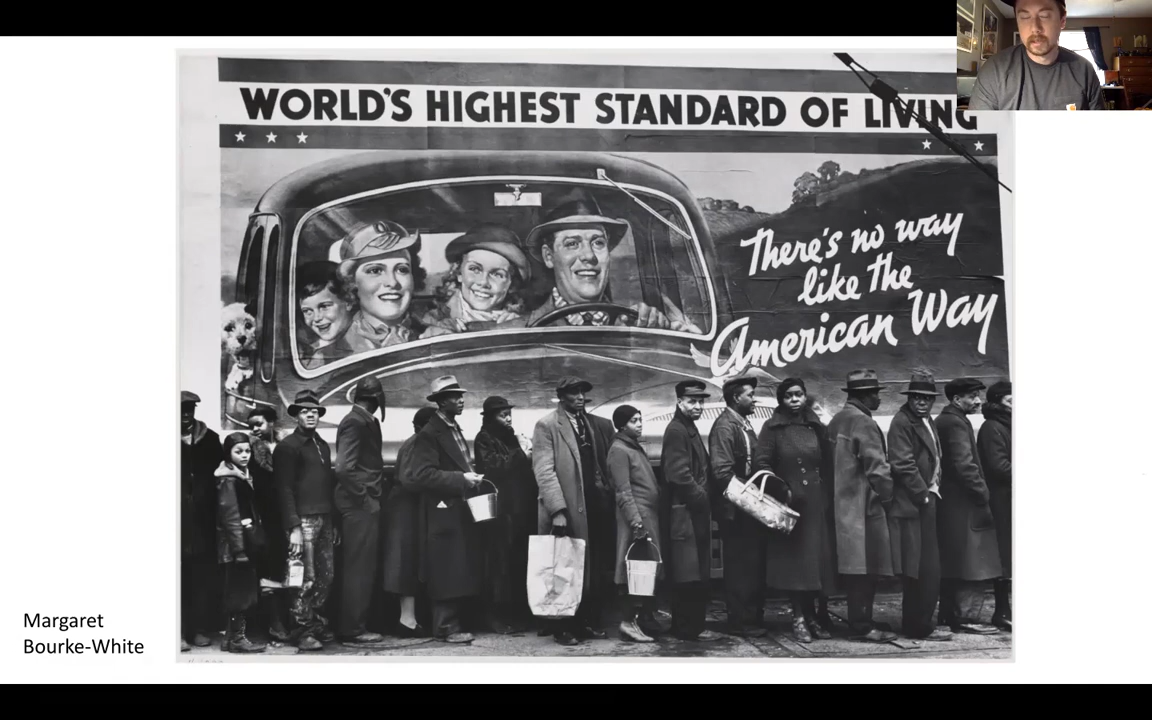 WORLD'S HIGHEST STANDARD OF LIVING
There's no way
like the
American Way
Margaret
Bourke-White